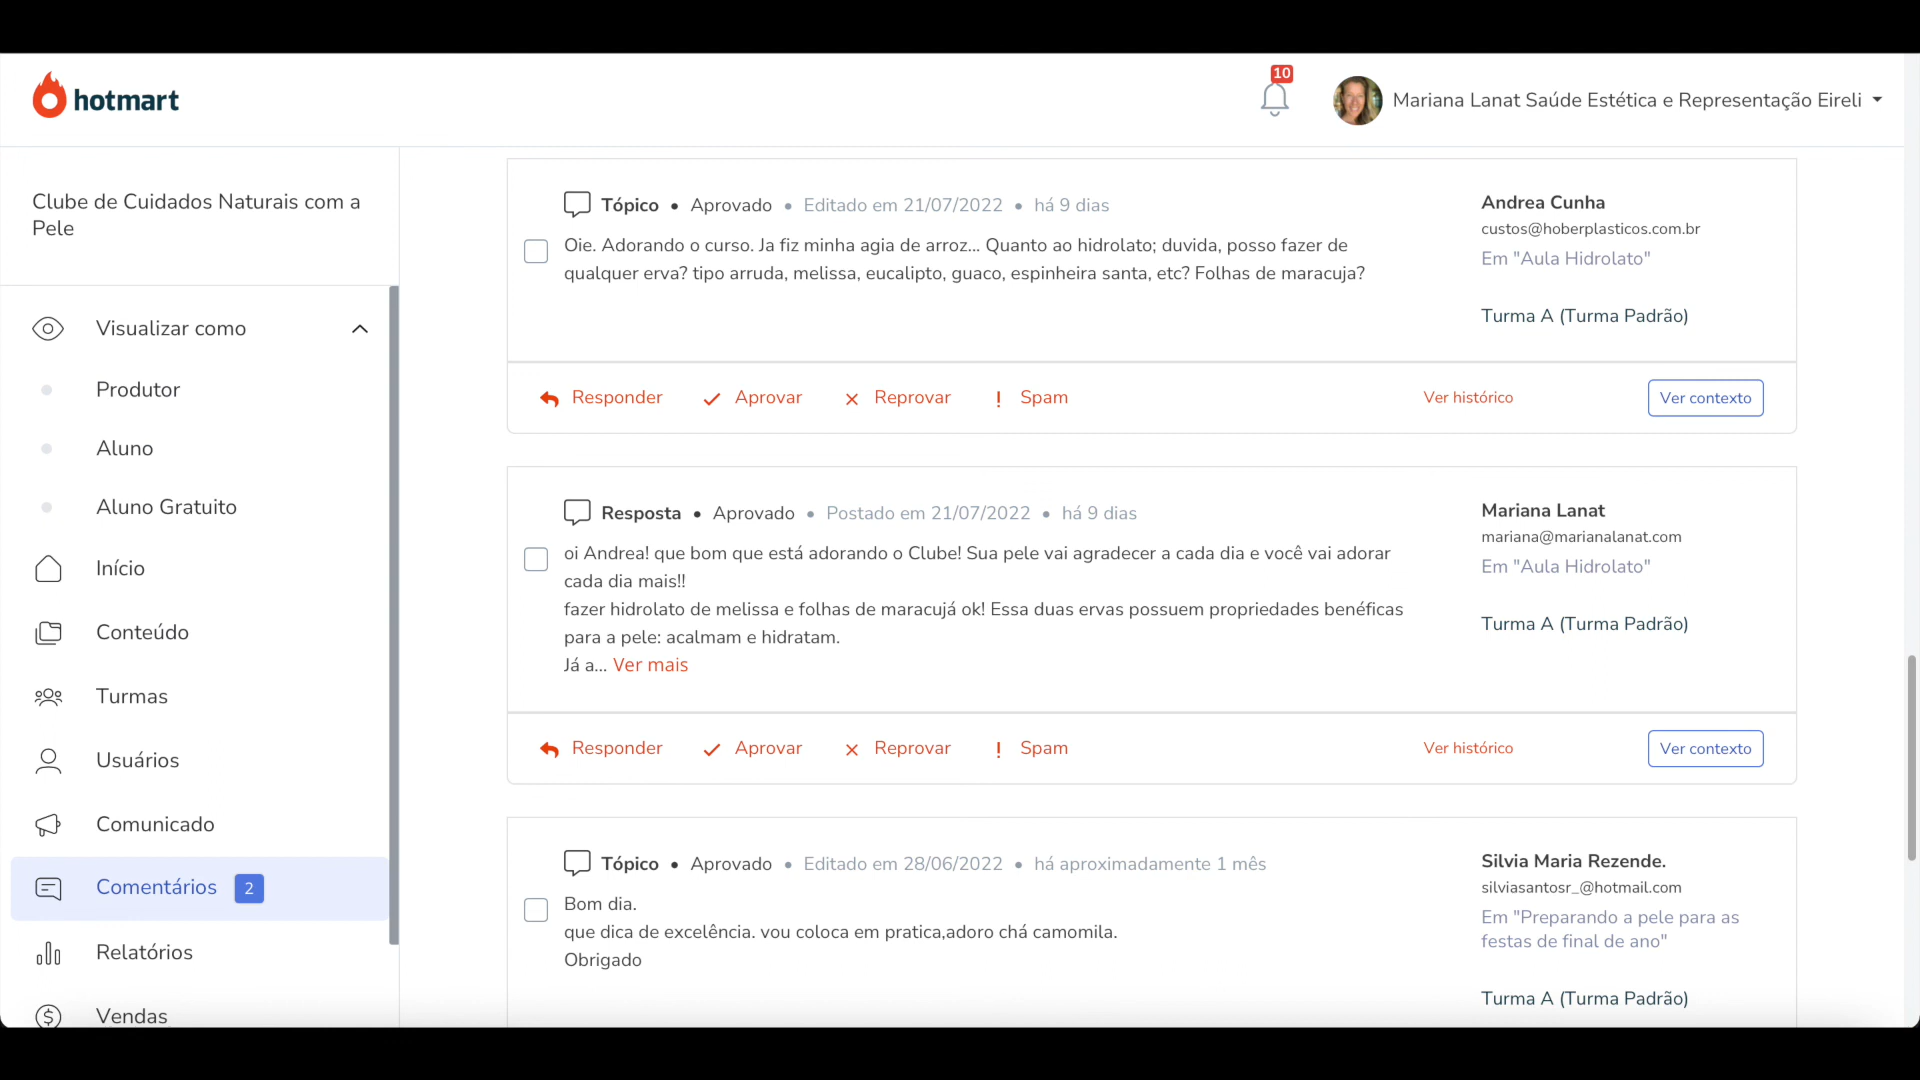 hotmart
10
Mariana Lanat Saúde Estética e Representação Eireli
Clube de Cuidados Naturais com a
Pele
Visualizar como
Produtor
Aluno
Aluno Gratuito
Início
Conteúdo
Turmas
Usuários
Comunicado
Comentários 2
Relatórios
Vendas
Tópico • Aprovado • Editado em 21/07/2022 • há 9 dias
Oie. Adorando o curso. Ja fiz minha agia de arroz... Quanto ao hidrolato; duvida, posso fazer de
qualquer erva? tipo arruda, melissa, eucalipto, guaco, espinheira santa, etc? Folhas de maracuja?
Andrea Cunha
custos@hoberplasticos.com.br
Em "Aula Hidrolato"
Turma A (Turma Padrão)
Responder Aprovar Reprovar Spam Ver histórico Ver contexto
Resposta • Aprovado • Postado em 21/07/2022 • há 9 dias
oi Andrea! que bom que está adorando o Clube! Sua pele vai agradecer a cada dia e você vai adorar
cada dia mais!!
fazer hidrolato de melissa e folhas de maracujá ok! Essa duas ervas possuem propriedades benéficas
para a pele: acalmam e hidratam.
Já a... Ver mais
Mariana Lanat
mariana@marianalanat.com
Em "Aula Hidrolato"
Turma A (Turma Padrão)
Responder Aprovar Reprovar Spam Ver histórico Ver contexto
Tópico • Aprovado • Editado em 28/06/2022 • há aproximadamente 1 mês
Bom dia.
que dica de excelência. vou coloca em pratica,adoro chá camomila.
Obrigado
Silvia Maria Rezende.
silviasantosr_@hotmail.com
Em "Preparando a pele para as
festas de final de ano"
Turma A (Turma Padrão)